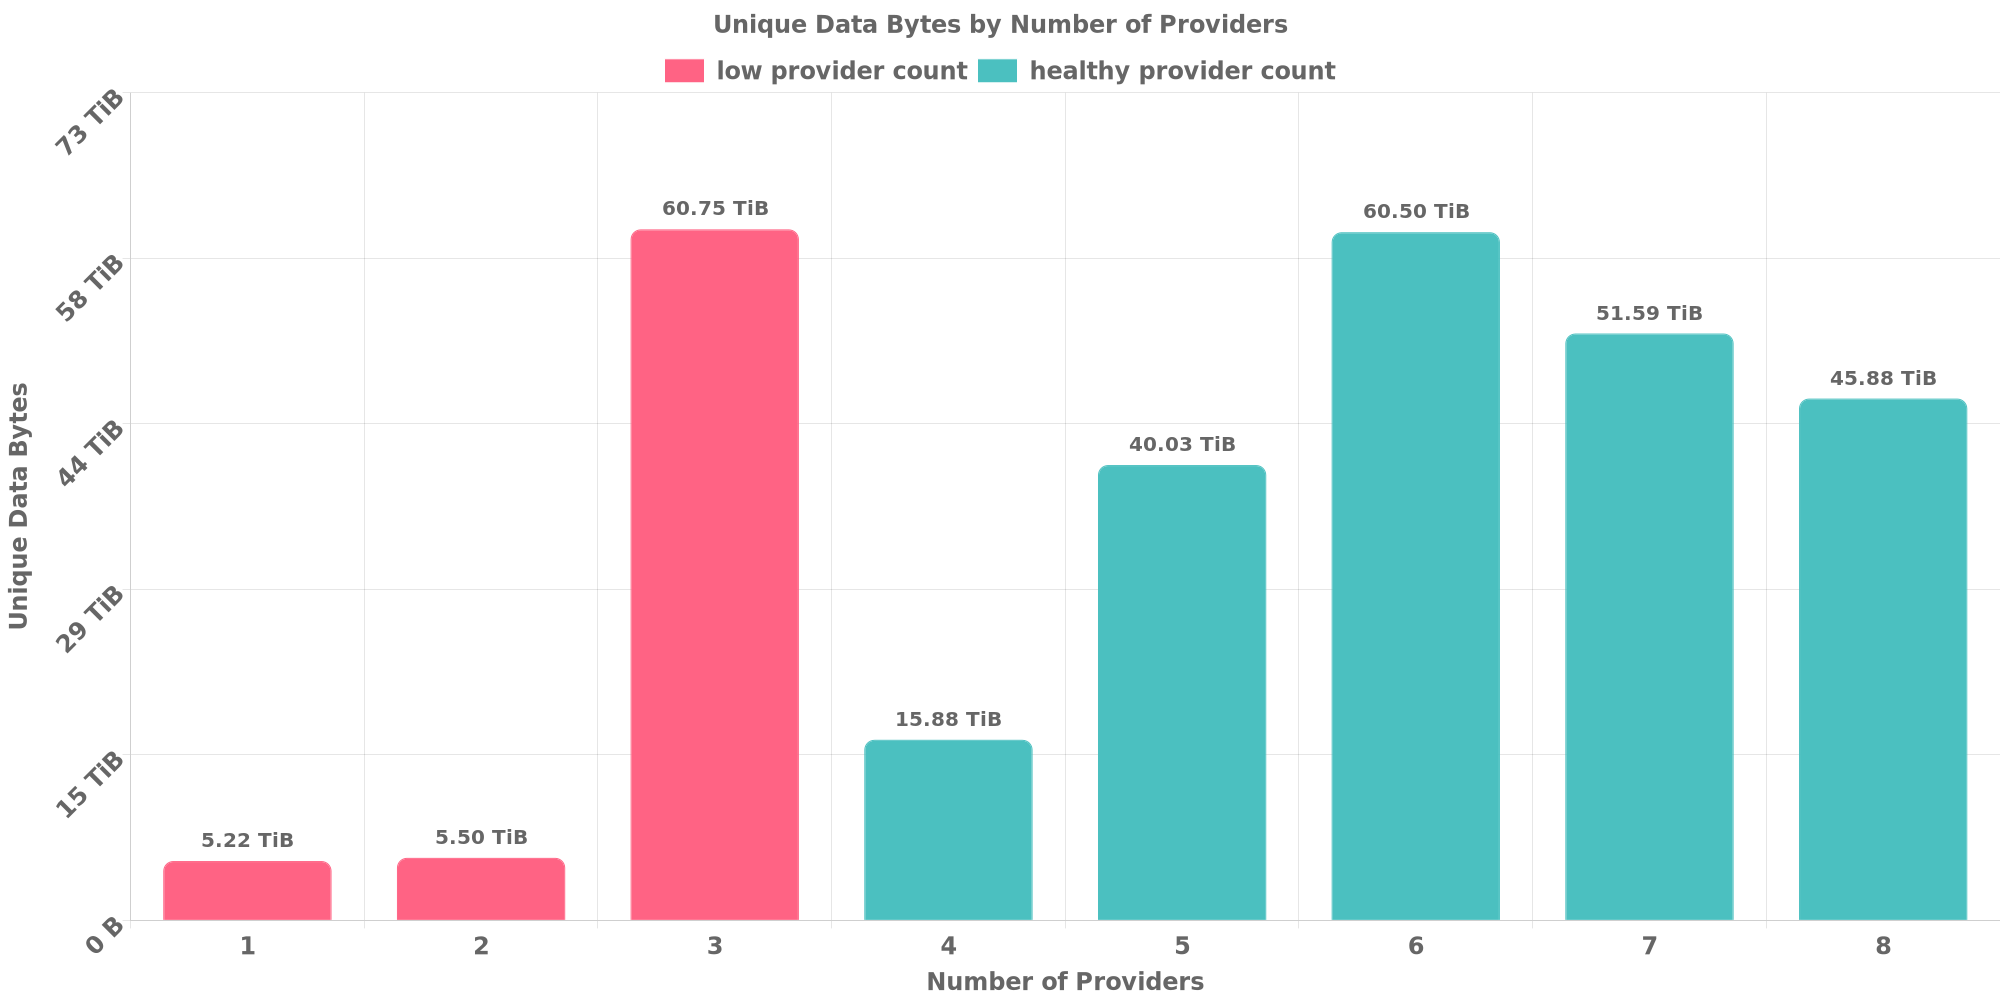 Unique Data Bytes by Number of Providers
low provider count healthy provider count
73 TiB
58 TiB
44 TiB
29 TiB
15 TiB
0 B
Unique Data Bytes
5.22 TiB
5.50 TiB
60.75 TiB
15.88 TiB
40.03 TiB
60.50 TiB
51.59 TiB
45.88 TiB
1 2 3 4 5 6 7 8
Number of Providers